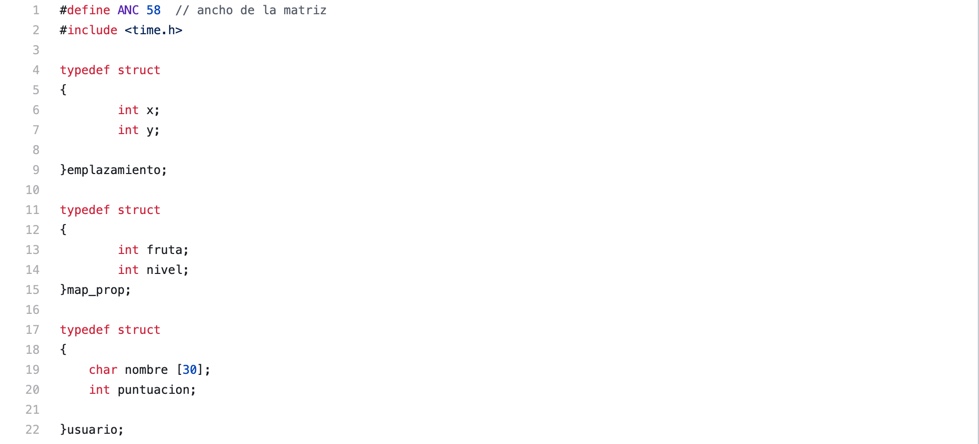 1 #define ANC 58  // ancho de la matriz
2 #include <time.h>
3
4 typedef struct
5 {
6         int x;
7         int y;
8
9 }emplazamiento;
10
11 typedef struct
12 {
13         int fruta;
14         int nivel;
15 }map_prop;
16
17 typedef struct
18 {
19     char nombre [30];
20     int puntuacion;
21
22 }usuario;